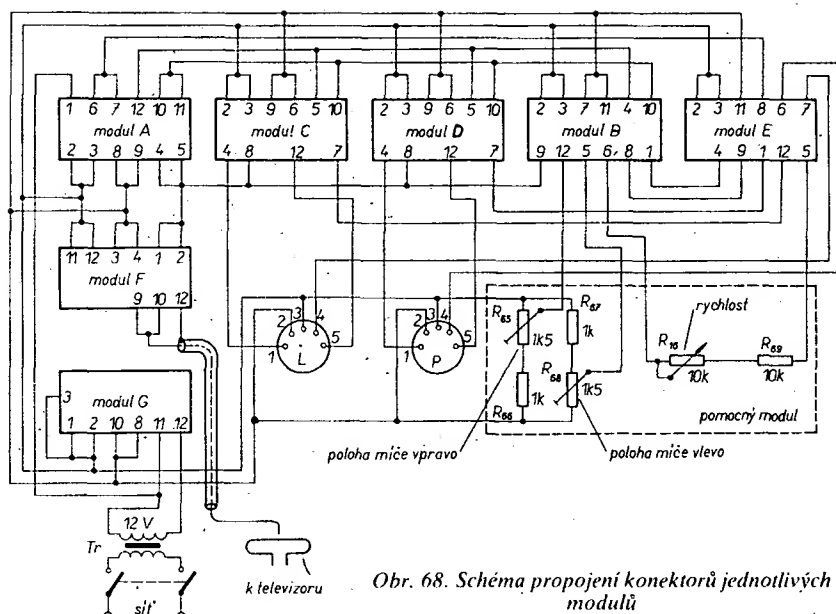 1 6 7 12 10 11
modul A
2 3 8 9 4 5
2 3 9 6 5 10
modul C
4 8 12 7
2 3 9 6 5 10
modul D
4 8 12 7
2 3 7 11 4 10
modul B
9 12 5 6, 8 1
2 3 11 8 6 7
modul E
4 9 1 12 5
11 12 3 4 1 2
modul F
9 10 12
3
modul G
1 2 10 8 11 12
1 2 3 4 5
L
1 2 3 4 5
P
R65
1k5
R67
1k
R66
1k
R68
1k5
rychlost
R16
10k
R69
10k
pomocný modul
poloha míče vpravo
poloha míče vlevo
12 V
Tr
síť
k televizoru
Obr. 68. Schéma propojení konektorů jednotlivých
modulů